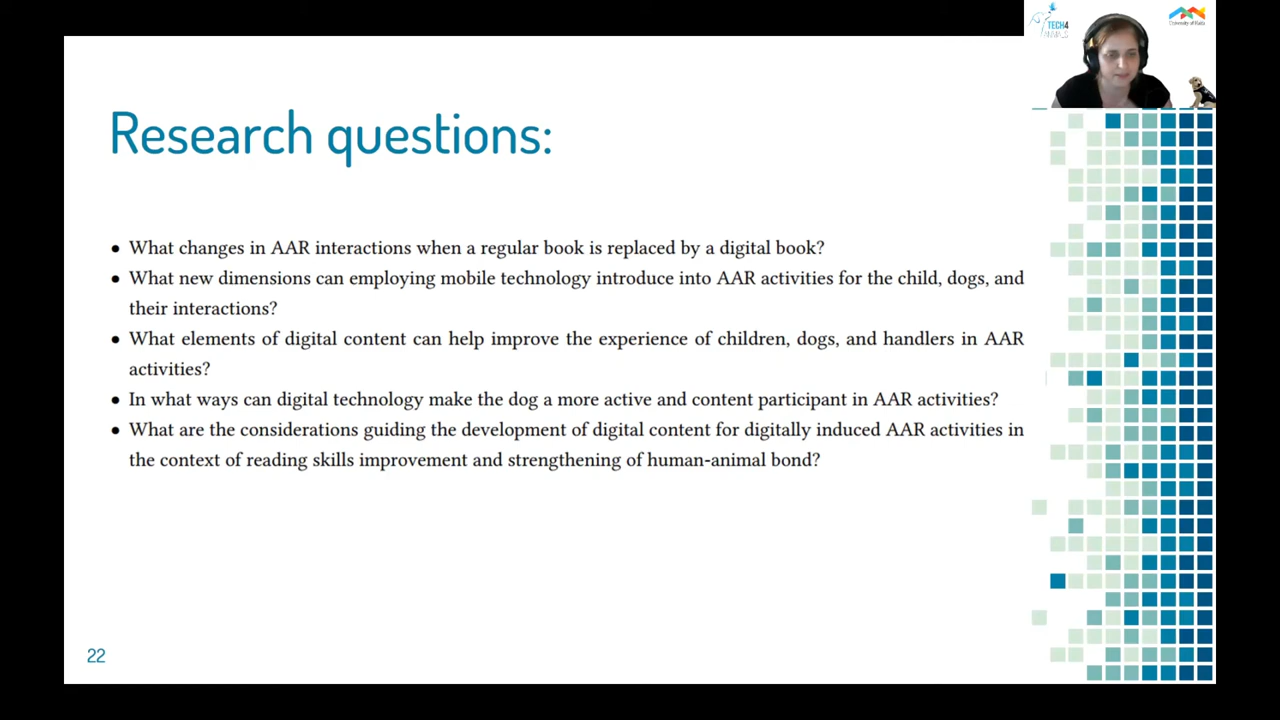 TECH4
ANIMALS
University of Haifa
Research questions:
• What changes in AAR interactions when a regular book is replaced by a digital book?
• What new dimensions can employing mobile technology introduce into AAR activities for the child, dogs, and
their interactions?
• What elements of digital content can help improve the experience of children, dogs, and handlers in AAR
activities?
• In what ways can digital technology make the dog a more active and content participant in AAR activities?
• What are the considerations guiding the development of digital content for digitally induced AAR activities in
the context of reading skills improvement and strengthening of human-animal bond?
22